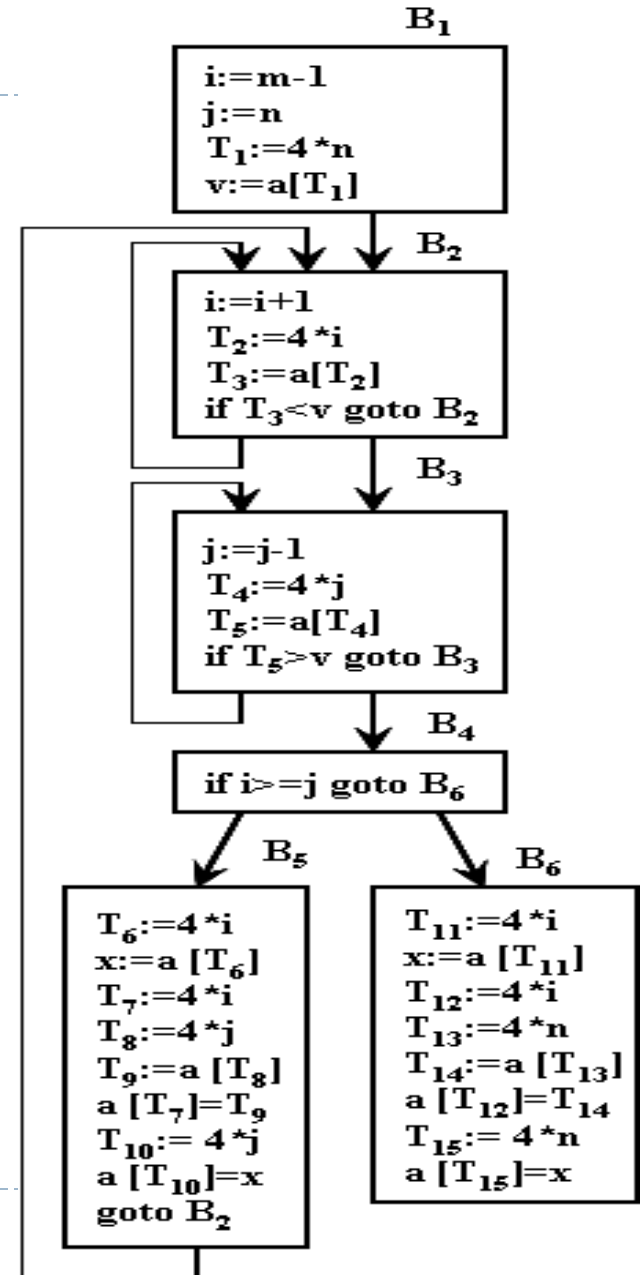 B₁
i:=m-1
j:=n
T₁:=4*n
v:=a[T₁]
B₂
i:=i+1
T₂:=4*i
T₃:=a[T₂]
if T₃<v goto B₂
B₃
j:=j-1
T₄:=4*j
T₅:=a[T₄]
if T₅>v goto B₃
B₄
if i>=j goto B₆
B₅
T₆:=4*i
x:=a [T₆]
T₇:=4*i
T₈:=4*j
T₉:=a [T₈]
a [T₇]=T₉
T₁₀:= 4*j
a [T₁₀]=x
goto B₂
B₆
T₁₁:=4*i
x:=a [T₁₁]
T₁₂:=4*i
T₁₃:=4*n
T₁₄:=a [T₁₃]
a [T₁₂]=T₁₄
T₁₅:= 4*n
a [T₁₅]=x